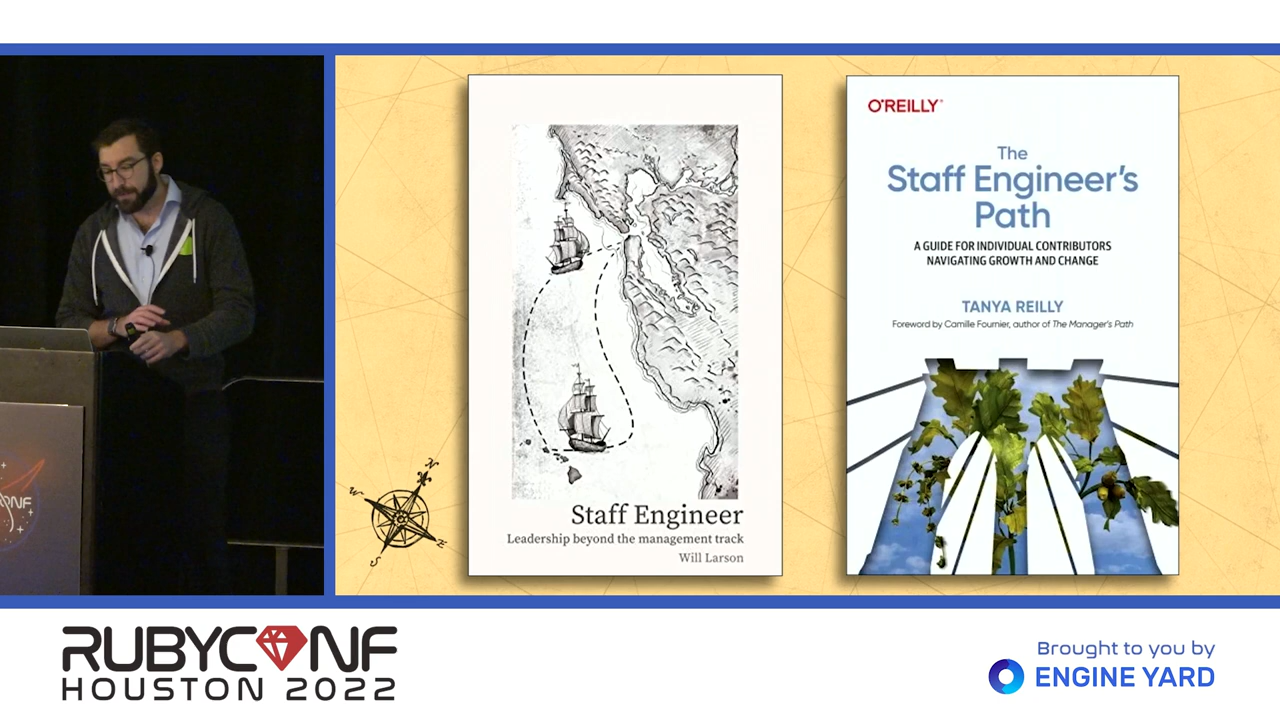 Staff Engineer
Leadership beyond the management track
Will Larson
O'REILLY®
The
Staff Engineer's
Path
A GUIDE FOR INDIVIDUAL CONTRIBUTORS
NAVIGATING GROWTH AND CHANGE
TANYA REILLY
Foreword by Camille Fournier, author of The Manager's Path
N
W
E
S
RUBYCONF
HOUSTON 2022
Brought to you by
ENGINE YARD